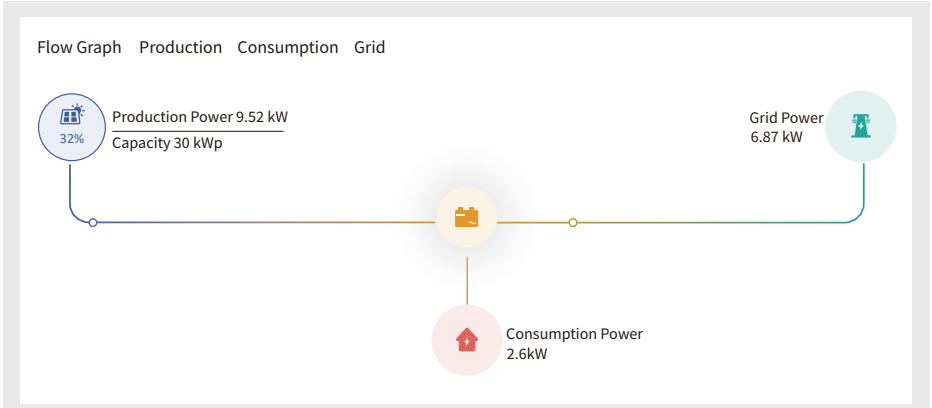 Flow Graph Production Consumption Grid
32%
Production Power 9.52 kW
Capacity 30 kWp
Grid Power
6.87 kW
Consumption Power
2.6kW